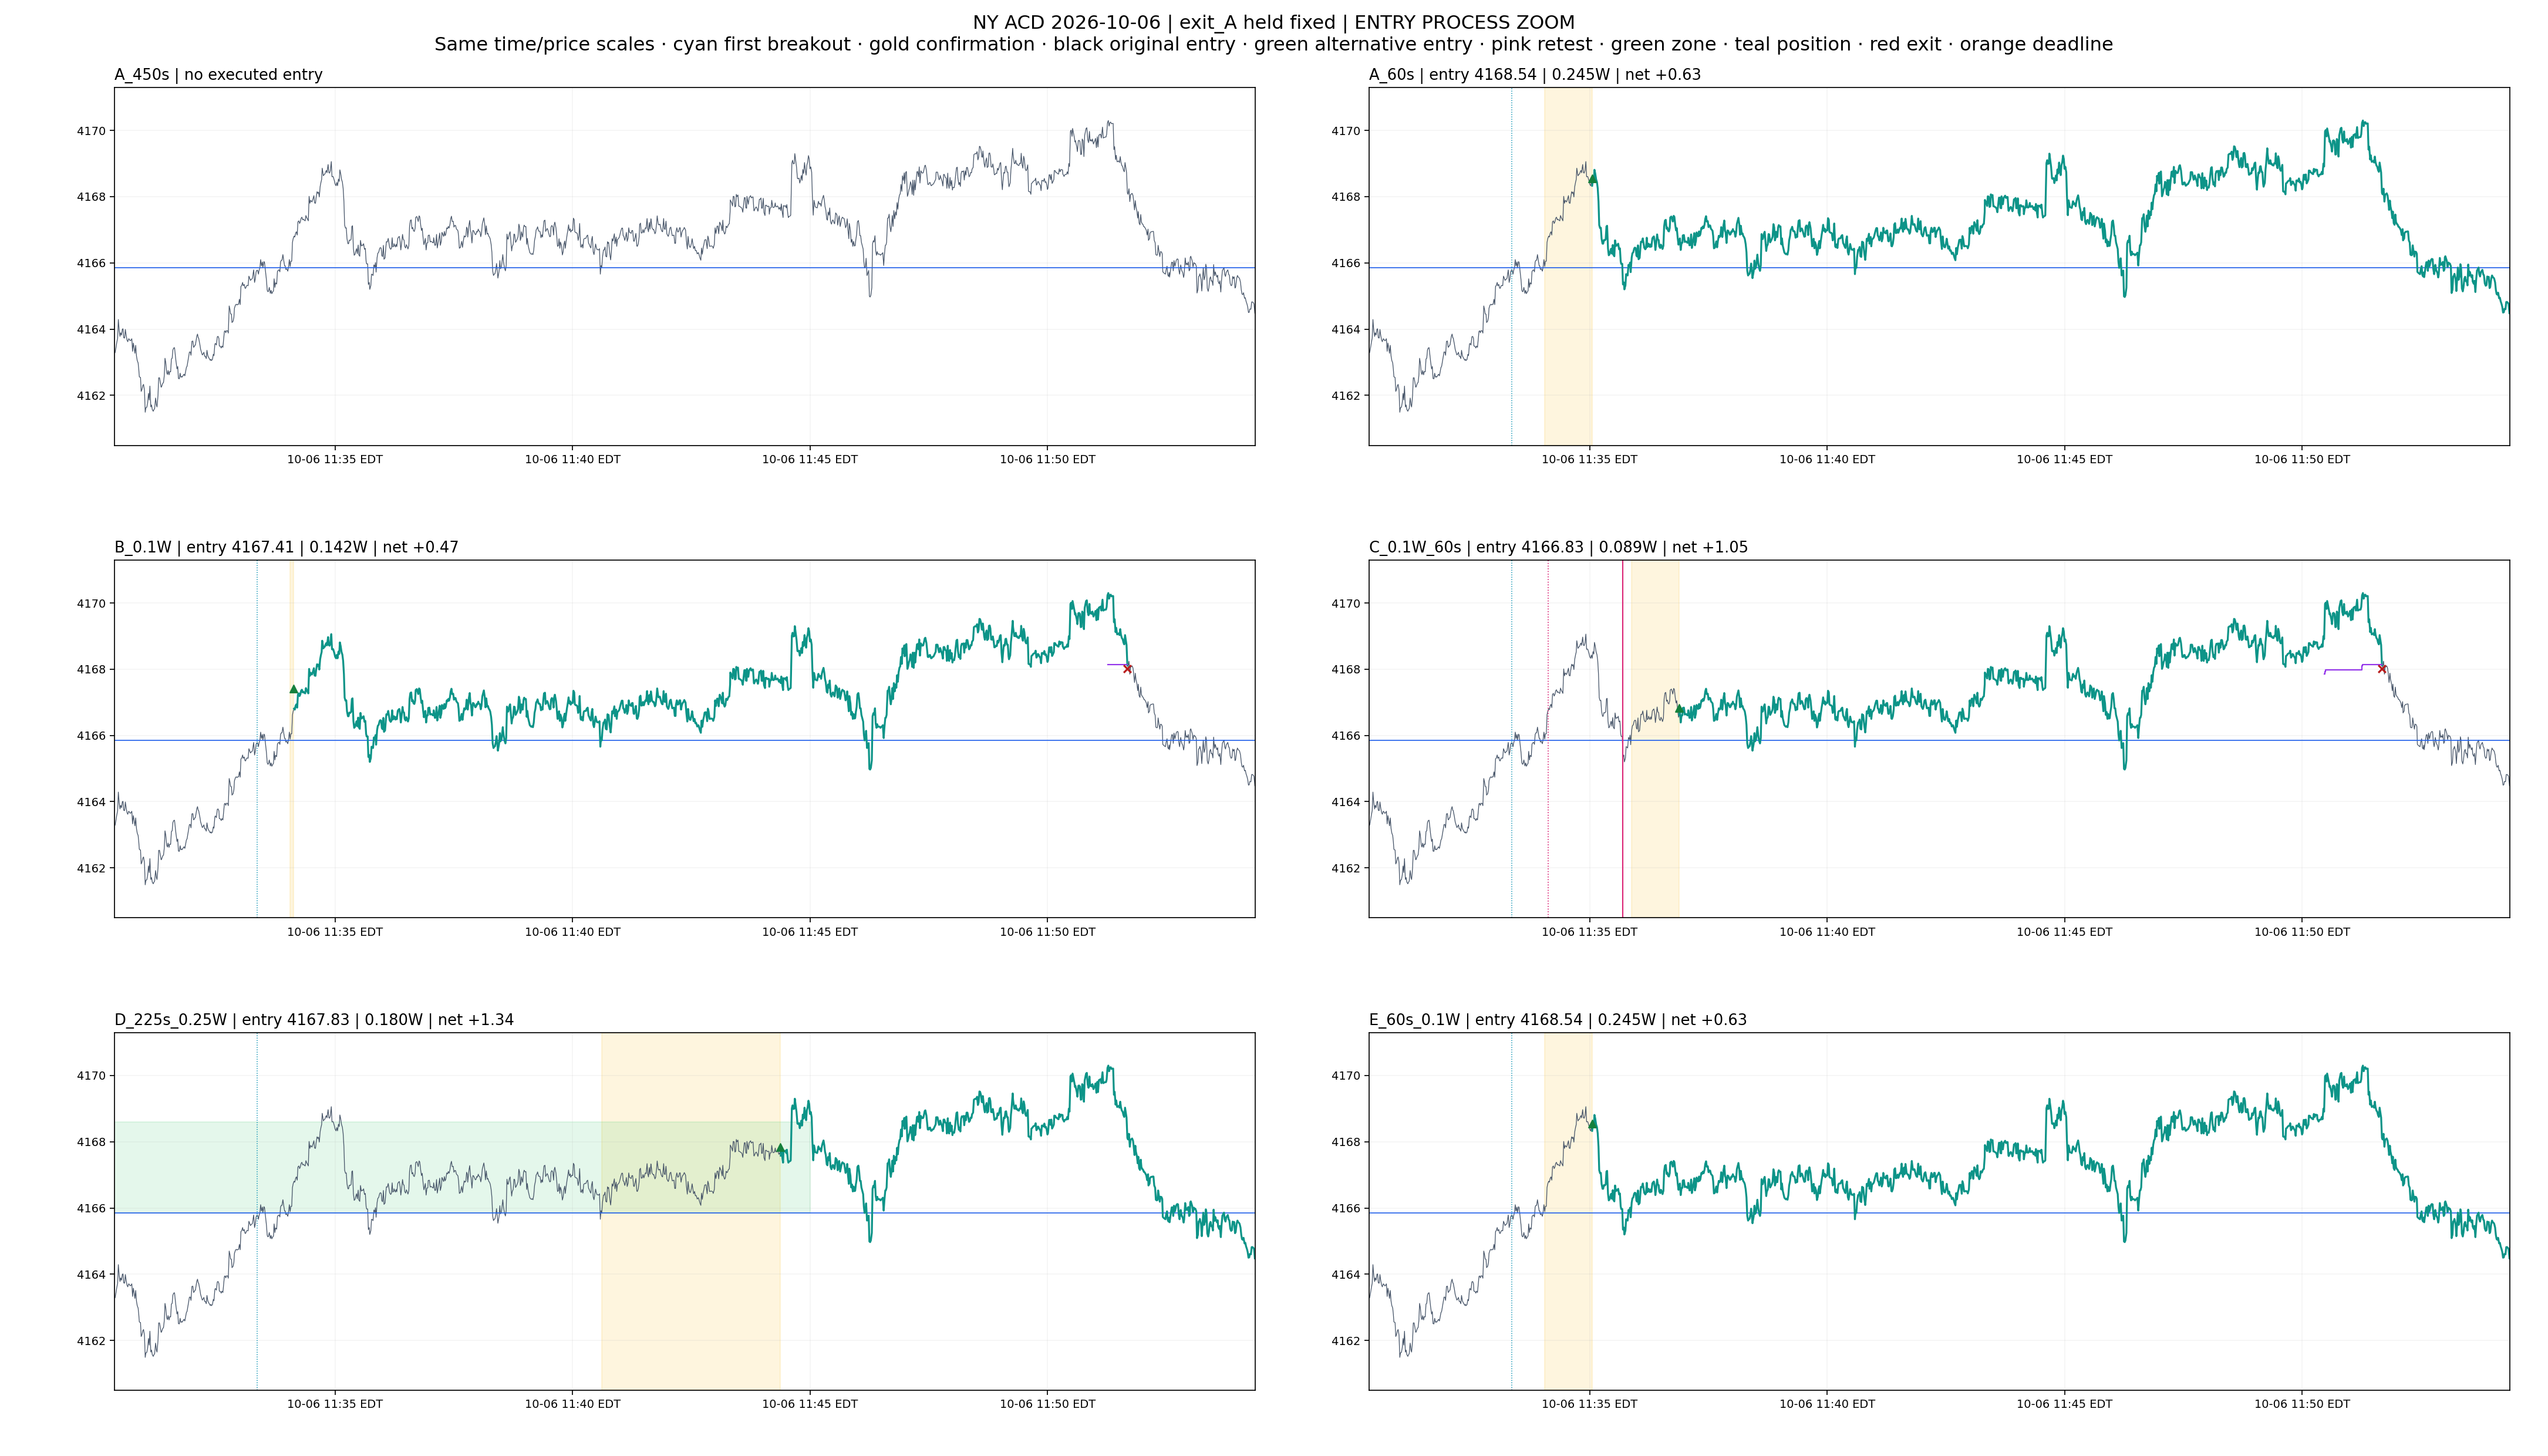 NY ACD 2026-10-06 | exit_A held fixed | ENTRY PROCESS ZOOM
Same time/price scales · cyan first breakout · gold confirmation · black original entry · green alternative entry · pink retest · green zone · teal position · red exit · orange deadline
A_450s | no executed entry
4170
4168
4166
4164
4162
10-06 11:35 EDT
10-06 11:40 EDT
10-06 11:45 EDT
10-06 11:50 EDT
A_60s | entry 4168.54 | 0.245W | net +0.63
4170
4168
4166
4164
4162
10-06 11:35 EDT
10-06 11:40 EDT
10-06 11:45 EDT
10-06 11:50 EDT
B_0.1W | entry 4167.41 | 0.142W | net +0.47
4170
4168
4166
4164
4162
10-06 11:35 EDT
10-06 11:40 EDT
10-06 11:45 EDT
10-06 11:50 EDT
C_0.1W_60s | entry 4166.83 | 0.089W | net +1.05
4170
4168
4166
4164
4162
10-06 11:35 EDT
10-06 11:40 EDT
10-06 11:45 EDT
10-06 11:50 EDT
D_225s_0.25W | entry 4167.83 | 0.180W | net +1.34
4170
4168
4166
4164
4162
10-06 11:35 EDT
10-06 11:40 EDT
10-06 11:45 EDT
10-06 11:50 EDT
E_60s_0.1W | entry 4168.54 | 0.245W | net +0.63
4170
4168
4166
4164
4162
10-06 11:35 EDT
10-06 11:40 EDT
10-06 11:45 EDT
10-06 11:50 EDT